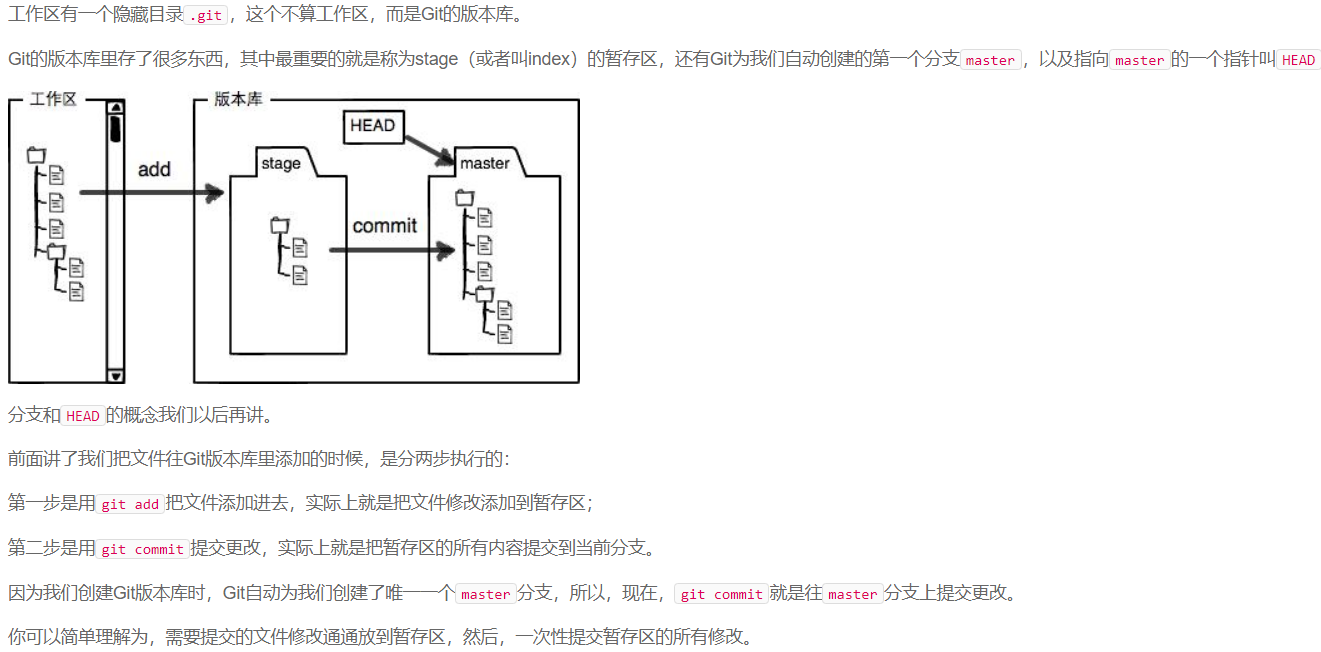 工作区有一个隐藏目录.git，这个不算工作区，而是Git的版本库。
Git的版本库里存了很多东西，其中最重要的就是称为stage（或者叫index）的暂存区，还有Git为我们自动创建的第一个分支master，以及指向master的一个指针叫HEAD
工作区
版本库
HEAD
add
stage
master
commit
分支和HEAD的概念我们以后再讲。
前面讲了我们把文件往Git版本库里添加的时候，是分两步执行的：
第一步是用git add把文件添加进去，实际上就是把文件修改添加到暂存区；
第二步是用git commit提交更改，实际上就是把暂存区的所有内容提交到当前分支。
因为我们创建Git版本库时，Git自动为我们创建了唯一一个master分支，所以，现在，git commit就是往master分支上提交更改。
你可以简单理解为，需要提交的文件修改通通放到暂存区，然后，一次性提交暂存区的所有修改。